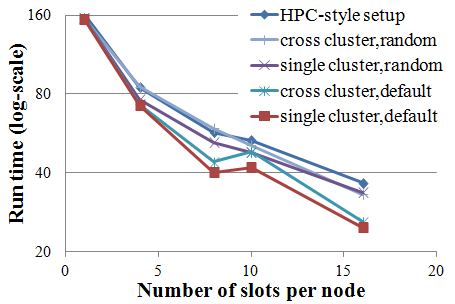 160
80
40
20
Run time (log-scale)
HPC-style setup
cross cluster,random
single cluster,random
cross cluster,default
single cluster,default
0 5 10 15 20
Number of slots per node